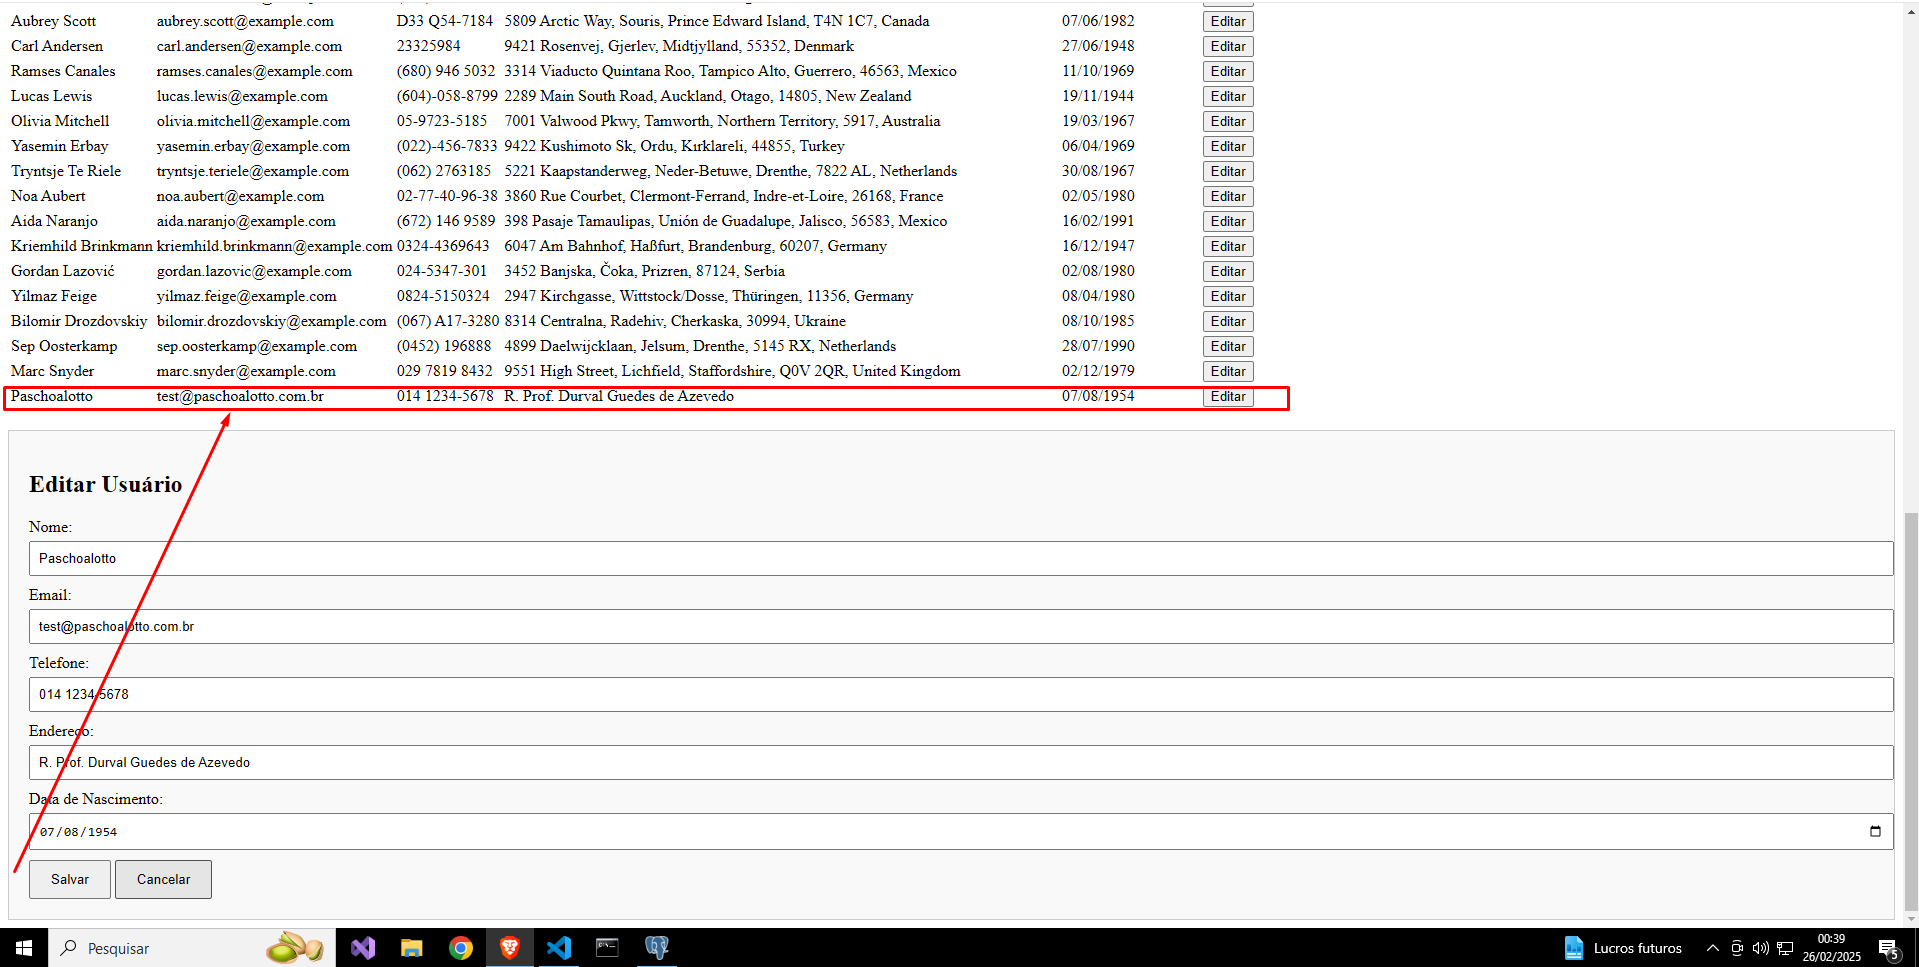 Aubrey Scott aubrey.scott@example.com D33 Q54-7184 5809 Arctic Way, Souris, Prince Edward Island, T4N 1C7, Canada 07/06/1982 Editar
Carl Andersen carl.andersen@example.com 23325984 9421 Rosenvej, Gjerlev, Midtjylland, 55352, Denmark 27/06/1948 Editar
Ramses Canales ramses.canales@example.com (680) 946 5032 3314 Viaducto Quintana Roo, Tampico Alto, Guerrero, 46563, Mexico 11/10/1969 Editar
Lucas Lewis lucas.lewis@example.com (604)-058-8799 2289 Main South Road, Auckland, Otago, 14805, New Zealand 19/11/1944 Editar
Olivia Mitchell olivia.mitchell@example.com 05-9723-5185 7001 Valwood Pkwy, Tamworth, Northern Territory, 5917, Australia 19/03/1967 Editar
Yasemin Erbay yasemin.erbay@example.com (022)-456-7833 9422 Kushimoto Sk, Ordu, Kırklareli, 44855, Turkey 06/04/1969 Editar
Tryntsje Te Riele tryntsje.teriele@example.com (062) 2763185 5221 Kaapstanderweg, Neder-Betuwe, Drenthe, 7822 AL, Netherlands 30/08/1967 Editar
Noa Aubert noa.aubert@example.com 02-77-40-96-38 3860 Rue Courbet, Clermont-Ferrand, Indre-et-Loire, 26168, France 02/05/1980 Editar
Aida Naranjo aida.naranjo@example.com (672) 146 9589 398 Pasaje Tamaulipas, Unión de Guadalupe, Jalisco, 56583, Mexico 16/02/1991 Editar
Kriemhild Brinkmann kriemhild.brinkmann@example.com 0324-4369643 6047 Am Bahnhof, Haßfurt, Brandenburg, 60207, Germany 16/12/1947 Editar
Gordan Lazović gordan.lazovic@example.com 024-5347-301 3452 Banjska, Čoka, Prizren, 87124, Serbia 02/08/1980 Editar
Yilmaz Feige yilmaz.feige@example.com 0824-5150324 2947 Kirchgasse, Wittstock/Dosse, Thüringen, 11356, Germany 08/04/1980 Editar
Bilomir Drozdovskiy bilomir.drozdovskiy@example.com (067) A17-3280 8314 Centralna, Radehiv, Cherkaska, 30994, Ukraine 08/10/1985 Editar
Sep Oosterkamp sep.oosterkamp@example.com (0452) 196888 4899 Daelwijcklaan, Jelsum, Drenthe, 5145 RX, Netherlands 28/07/1990 Editar
Marc Snyder marc.snyder@example.com 029 7819 8432 9551 High Street, Lichfield, Staffordshire, Q0V 2QR, United Kingdom 02/12/1979 Editar
Paschoalotto test@paschoalotto.com.br 014 1234-5678 R. Prof. Durval Guedes de Azevedo 07/08/1954 Editar
Editar Usuário
Nome:
Paschoalotto
Email:
test@paschoalotto.com.br
Telefone:
014 1234-5678
Endereço:
R. Prof. Durval Guedes de Azevedo
Data de Nascimento:
07/08/1954
Salvar Cancelar
Pesquisar
Lucros futuros
00:39
26/02/2025
5